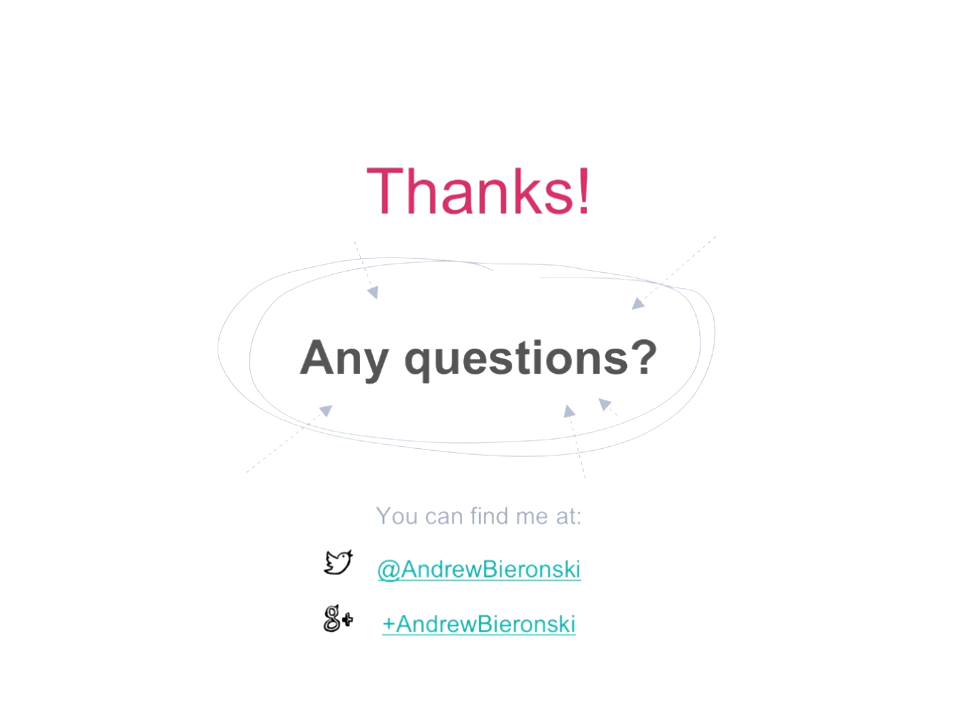 Thanks!
Any questions?
You can find me at:
@AndrewBieronski
g+ +AndrewBieronski